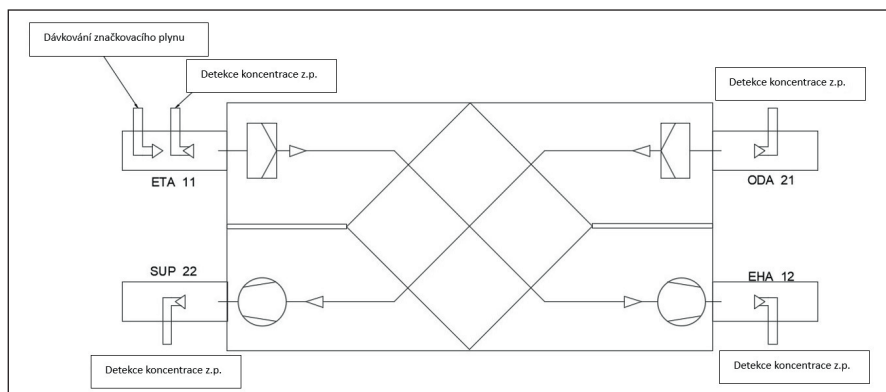 Dávkování značkovacího plynu
Detekce koncentrace z.p.
Detekce koncentrace z.p.
ETA 11
ODA 21
SUP 22
EHA 12
Detekce koncentrace z.p.
Detekce koncentrace z.p.